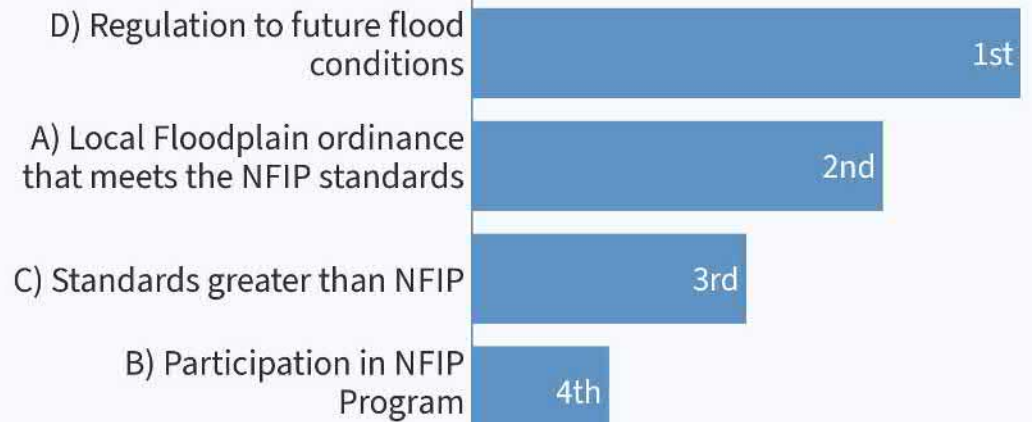 D) Regulation to future flood
conditions
1st
A) Local Floodplain ordinance
that meets the NFIP standards
2nd
C) Standards greater than NFIP
3rd
B) Participation in NFIP
Program
4th